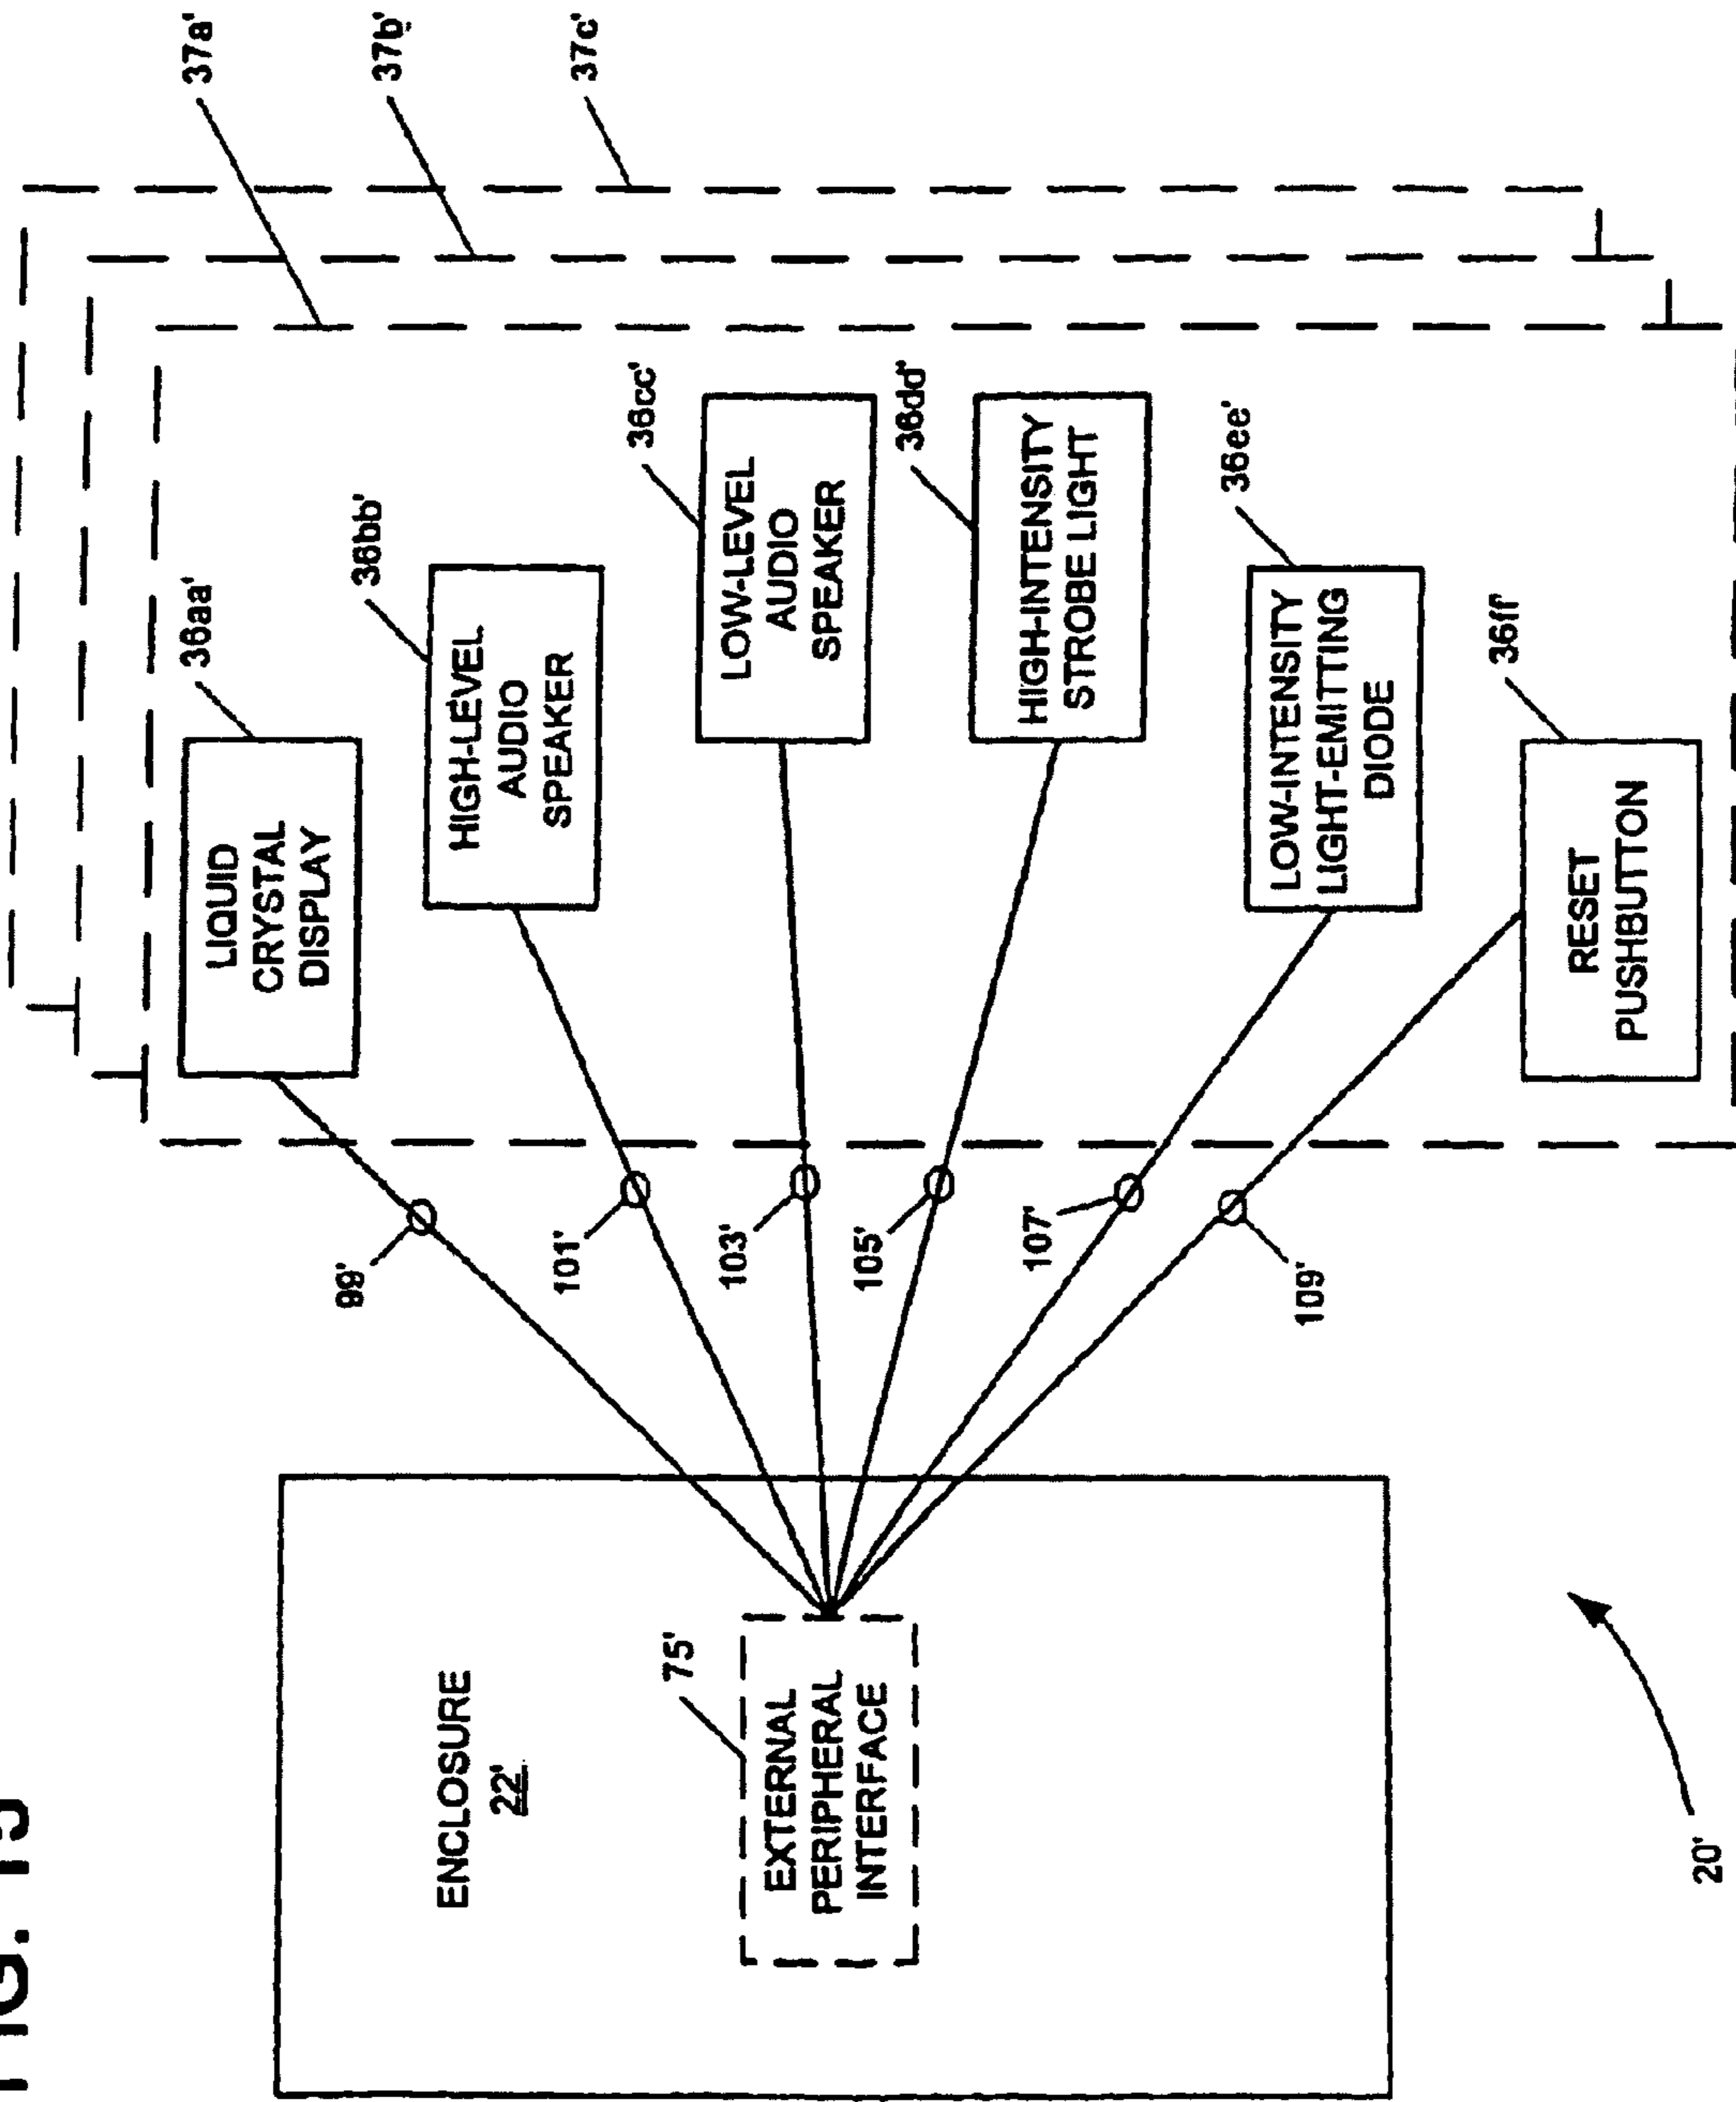 37a'
37b'
37c'
36aa'
LIQUID
CRYSTAL
DISPLAY
36bb'
HIGH-LEVEL
AUDIO
SPEAKER
36cc'
LOW-LEVEL
AUDIO
SPEAKER
36dd'
HIGH-INTENSITY
STROBE LIGHT
36ee'
LOW-INTENSITY
LIGHT-EMITTING
DIODE
36ff'
RESET
PUSHBUTTON
99'
101'
103'
105'
107'
109'
ENCLOSURE
22'
75'
EXTERNAL
PERIPHERAL
INTERFACE
20'